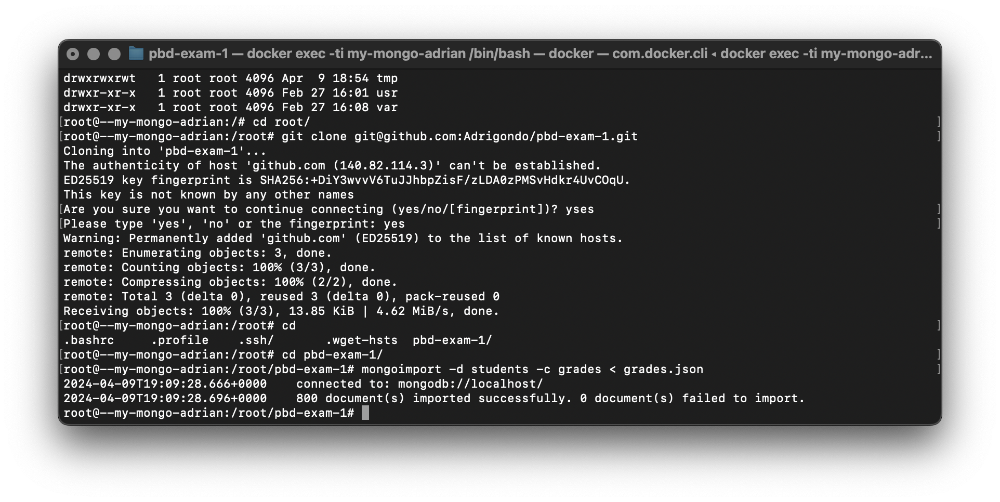 pbd-exam-1 — docker exec -ti my-mongo-adrian /bin/bash — docker — com.docker.cli ◂ docker exec -ti my-mongo-adr...
drwxrwxrwt   1 root root 4096 Apr  9 18:54 tmp
drwxr-xr-x   1 root root 4096 Feb 27 16:01 usr
drwxr-xr-x   1 root root 4096 Feb 27 16:08 var
[root@--my-mongo-adrian:/# cd root/ ]
[root@--my-mongo-adrian:/root# git clone git@github.com:Adrigondo/pbd-exam-1.git ]
Cloning into 'pbd-exam-1'...
The authenticity of host 'github.com (140.82.114.3)' can't be established.
ED25519 key fingerprint is SHA256:+DiY3wvvV6TuJJhbpZisF/zLDA0zPMSvHdkr4UvCOqU.
This key is not known by any other names
[Are you sure you want to continue connecting (yes/no/[fingerprint])? yses ]
[Please type 'yes', 'no' or the fingerprint: yes ]
Warning: Permanently added 'github.com' (ED25519) to the list of known hosts.
remote: Enumerating objects: 3, done.
remote: Counting objects: 100% (3/3), done.
remote: Compressing objects: 100% (2/2), done.
remote: Total 3 (delta 0), reused 3 (delta 0), pack-reused 0
Receiving objects: 100% (3/3), 13.85 KiB | 4.62 MiB/s, done.
[root@--my-mongo-adrian:/root# cd ]
.bashrc     .profile    .ssh/       .wget-hsts  pbd-exam-1/
[root@--my-mongo-adrian:/root# cd pbd-exam-1/ ]
[root@--my-mongo-adrian:/root/pbd-exam-1# mongoimport -d students -c grades < grades.json ]
2024-04-09T19:09:28.666+0000    connected to: mongodb://localhost/
2024-04-09T19:09:28.696+0000    800 document(s) imported successfully. 0 document(s) failed to import.
root@--my-mongo-adrian:/root/pbd-exam-1#